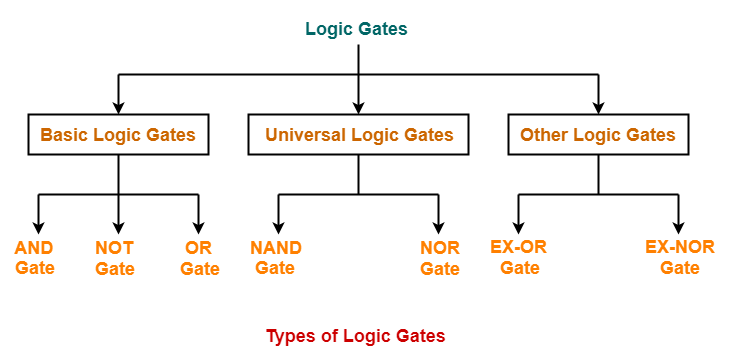 Logic Gates
Basic Logic Gates
Universal Logic Gates
Other Logic Gates
AND
Gate
NOT
Gate
OR
Gate
NAND
Gate
NOR
Gate
EX-OR
Gate
EX-NOR
Gate
Types of Logic Gates